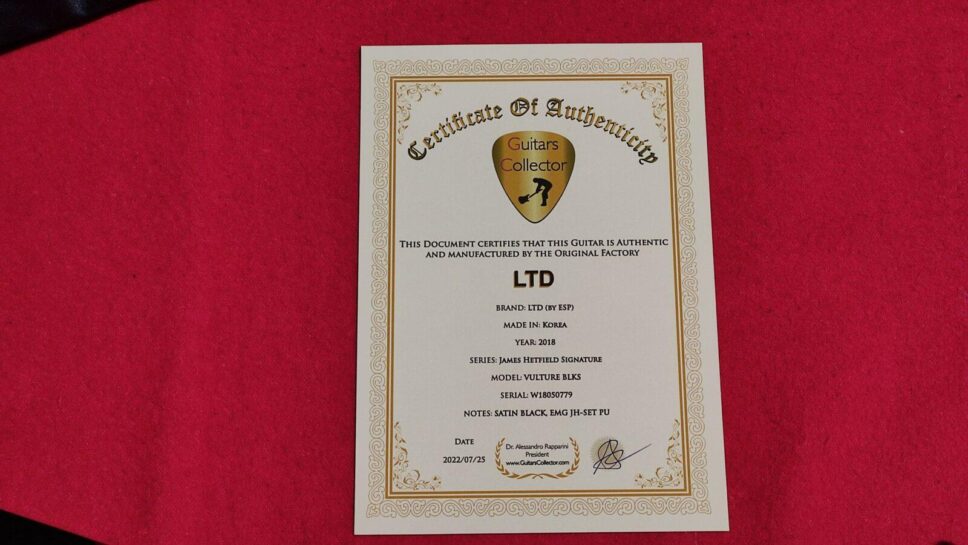 Certificate Of Authenticity
Guitars
Collector
This Document certifies that this Guitar is Authentic
and manufactured by the Original Factory
LTD
BRAND: LTD (BY ESP)
MADE IN: Korea
YEAR: 2018
SERIES: James Hetfield Signature
MODEL: VULTURE BLKS
SERIAL: W18050779
NOTES: SATIN BLACK, EMG JH-SET PU
Date
2022/07/25
Dr. Alessandro Rapparini
President
www.GuitarsCollector.com